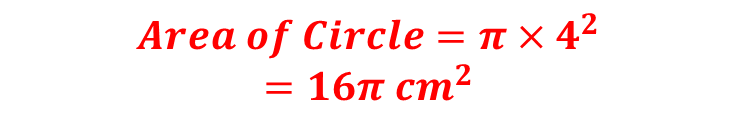 Area of Circle = π × 4²
= 16π cm²